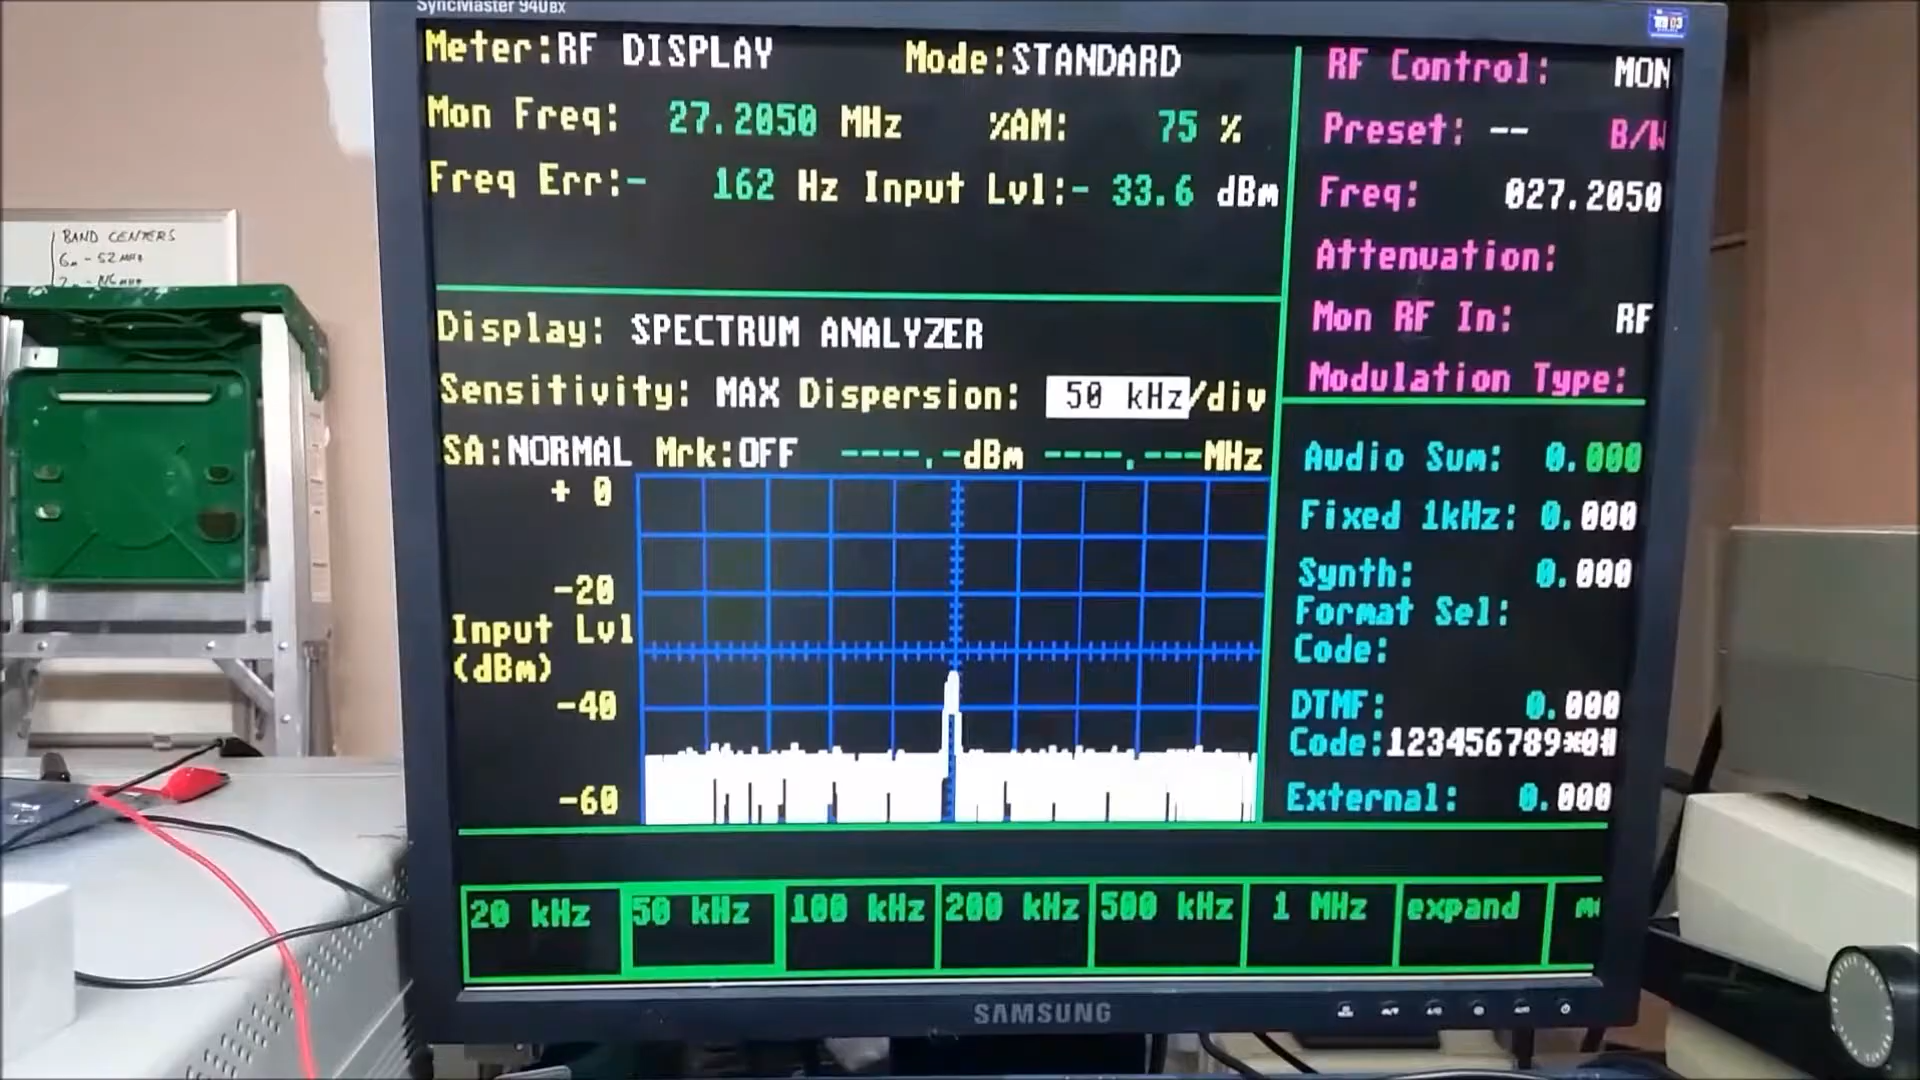 SyncMaster 940BX
Meter:RF DISPLAY Mode:STANDARD
Mon Freq: 27.2050 MHz %AM: 75 %
Freq Err:- 162 Hz Input Lvl:- 33.6 dBm
Display: SPECTRUM ANALYZER
Sensitivity: MAX Dispersion: 50 kHz/div
SA:NORMAL Mrk:OFF ----.-dBm ----.---MHz
+ 0
-20
Input Lvl
(dBm)
-40
-60
RF Control: MON
Preset: -- B/W
Freq: 027.2050
Attenuation:
Mon RF In: RF
Modulation Type:
Audio Sum: 0.000
Fixed 1kHz: 0.000
Synth: 0.000
Format Sel:
Code:
DTMF: 0.000
Code:123456789*0#
External: 0.000
20 kHz 50 kHz 100 kHz 200 kHz 500 kHz 1 MHz expand
SAMSUNG
BAND CENTERS
6m - 52 MHz